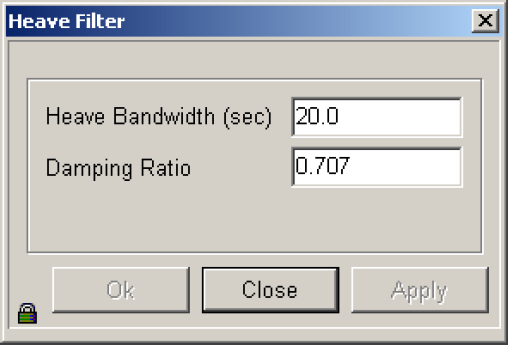 Heave Filter
Heave Bandwidth (sec) 20.0
Damping Ratio 0.707
Ok Close Apply